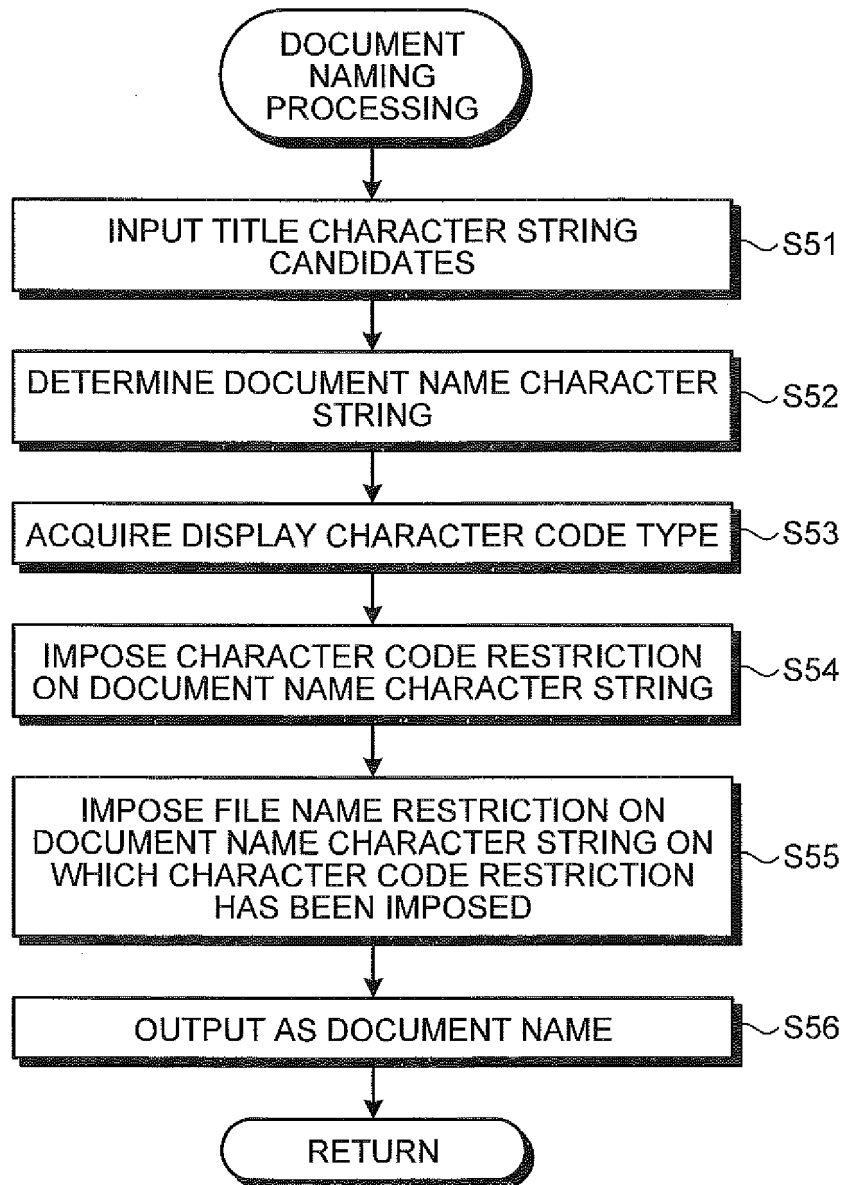 DOCUMENT
NAMING
PROCESSING
INPUT TITLE CHARACTER STRING
CANDIDATES
S51
DETERMINE DOCUMENT NAME CHARACTER
STRING
S52
ACQUIRE DISPLAY CHARACTER CODE TYPE
S53
IMPOSE CHARACTER CODE RESTRICTION
ON DOCUMENT NAME CHARACTER STRING
S54
IMPOSE FILE NAME RESTRICTION ON
DOCUMENT NAME CHARACTER STRING ON
WHICH CHARACTER CODE RESTRICTION
HAS BEEN IMPOSED
S55
OUTPUT AS DOCUMENT NAME
S56
RETURN